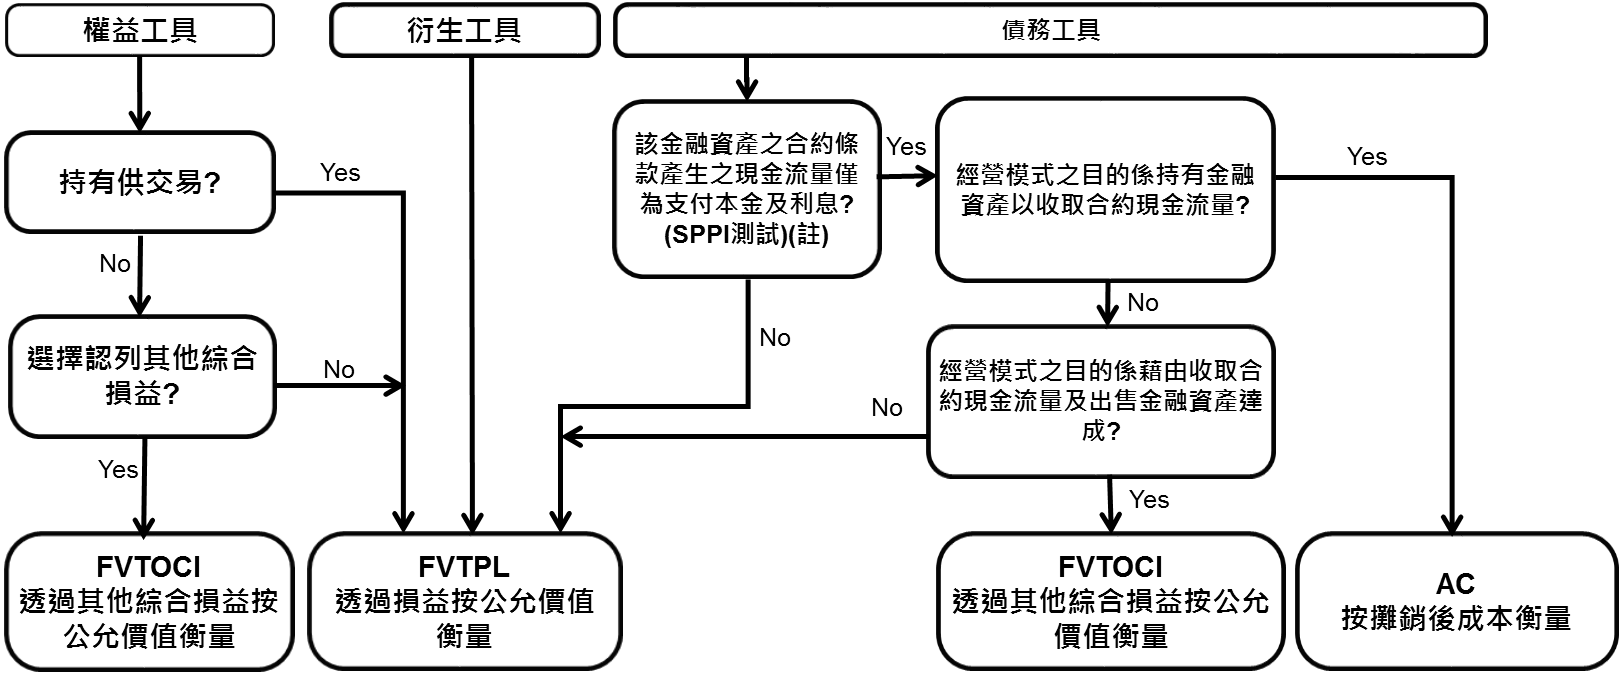 權益工具
衍生工具
債務工具
持有供交易?
Yes
該金融資產之合約條
款產生之現金流量僅
為支付本金及利息?
(SPPI測試)(註)
Yes
經營模式之目的係持有金融
資產以收取合約現金流量?
Yes
No
No
No
選擇認列其他綜合
損益?
No
No
經營模式之目的係藉由收取合
約現金流量及出售金融資產達
成?
Yes
Yes
FVTOCI
透過其他綜合損益按
公允價值衡量
FVTPL
透過損益按公允價值
衡量
FVTOCI
透過其他綜合損益按公允
價值衡量
AC
按攤銷後成本衡量